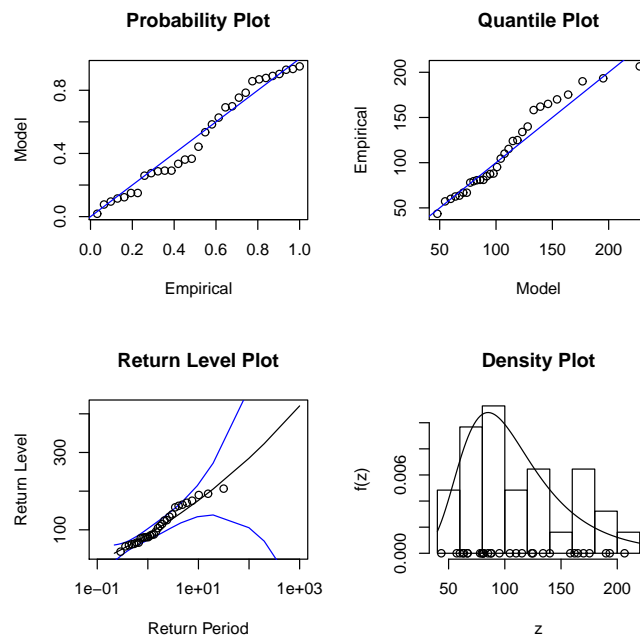 Probability Plot
Model
0.0 0.4 0.8
0.0 0.2 0.4 0.6 0.8 1.0
Empirical
Quantile Plot
Empirical
50 100 150 200
50 100 150 200
Model
Return Level Plot
Return Level
100 300
1e−01 1e+01 1e+03
Return Period
Density Plot
f(z)
0.000 0.006
50 100 150 200
z